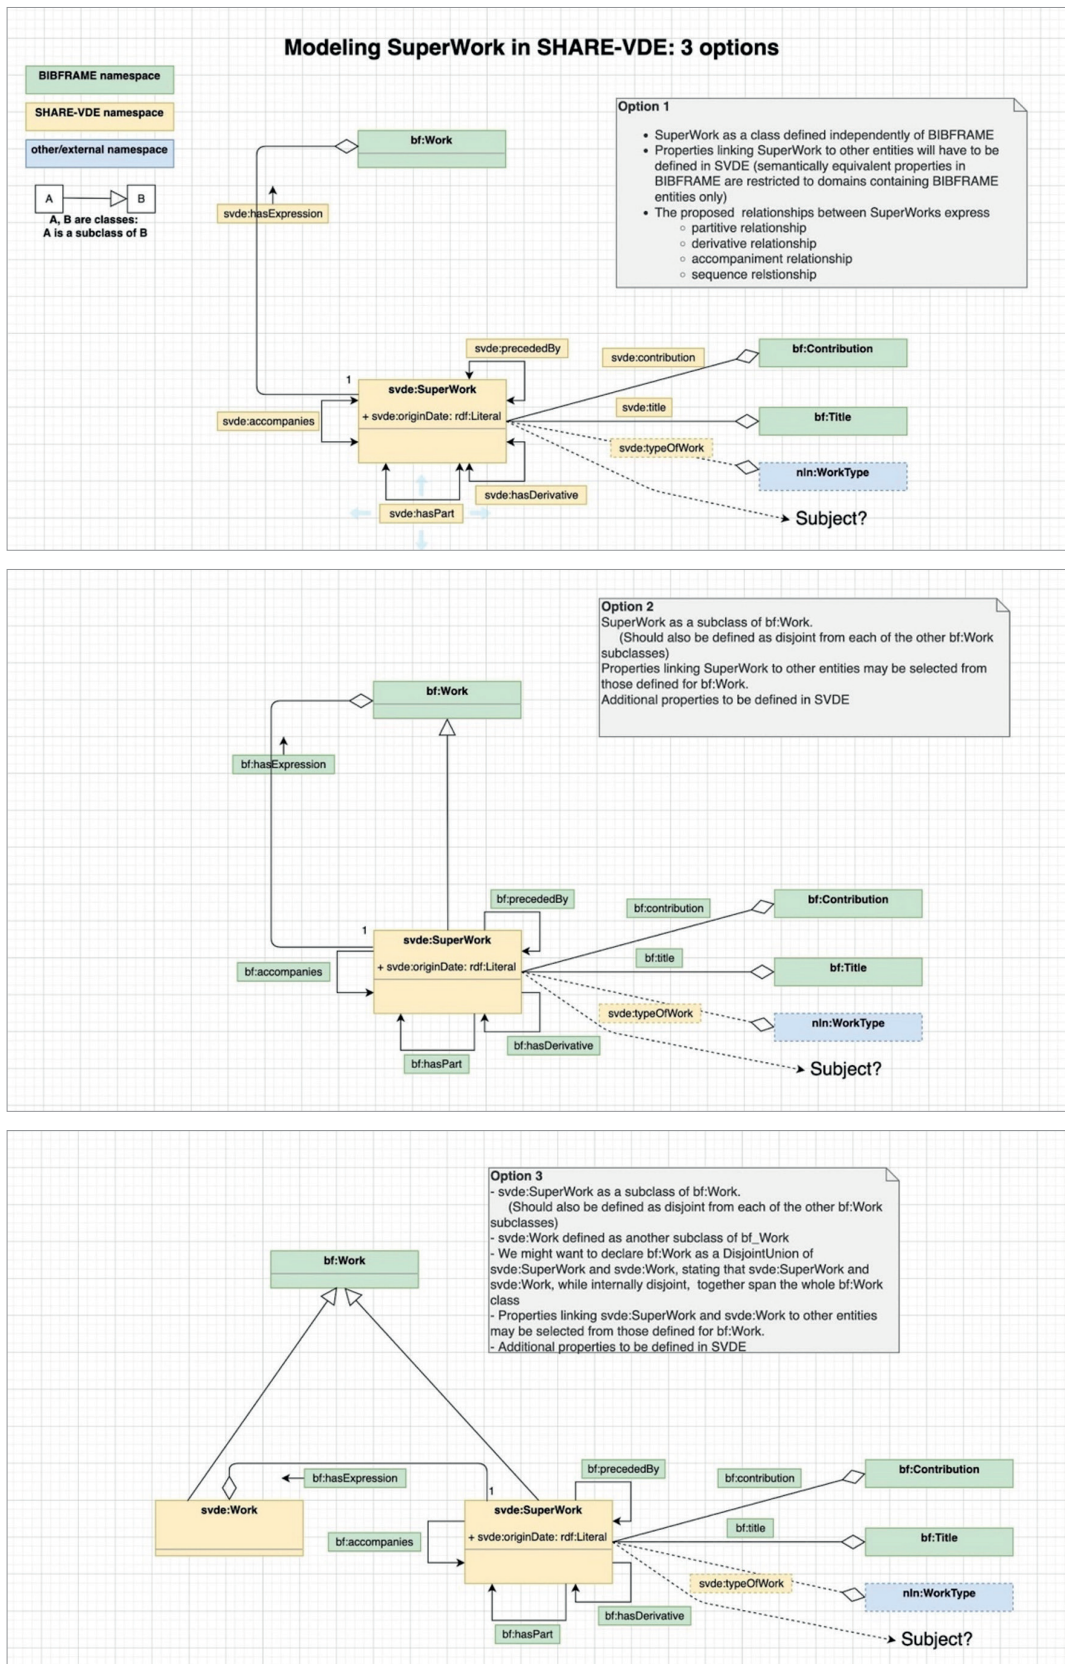 Modeling SuperWork in SHARE-VDE: 3 options
BIBFRAME namespace
SHARE-VDE namespace
other/external namespace
A
B
A, B are classes:
A is a subclass of B
Option 1
• SuperWork as a class defined independently of BIBFRAME
• Properties linking SuperWork to other entities will have to be
defined in SVDE (semantically equivalent properties in
BIBFRAME are restricted to domains containing BIBFRAME
entities only)
• The proposed relationships between SuperWorks express
○ partitive relationship
○ derivative relationship
○ accompaniment relationship
○ sequence relstionship
bf:Work
svde:hasExpression
svde:precededBy
svde:contribution
bf:Contribution
1
svde:SuperWork
+ svde:originDate: rdf:Literal
svde:accompanies
svde:title
bf:Title
svde:typeOfWork
nln:WorkType
svde:hasDerivative
svde:hasPart
Subject?
Option 2
SuperWork as a subclass of bf:Work.
(Should also be defined as disjoint from each of the other bf:Work
subclasses)
Properties linking SuperWork to other entities may be selected from
those defined for bf:Work.
Additional properties to be defined in SVDE
bf:Work
bf:hasExpression
bf:precededBy
bf:contribution
bf:Contribution
1
svde:SuperWork
+ svde:originDate: rdf:Literal
bf:accompanies
bf:title
bf:Title
svde:typeOfWork
nln:WorkType
bf:hasDerivative
bf:hasPart
Subject?
Option 3
- svde:SuperWork as a subclass of bf:Work.
(Should also be defined as disjoint from each of the other bf:Work
subclasses)
- svde:Work defined as another subclass of bf_Work
- We might want to declare bf:Work as a DisjointUnion of
svde:SuperWork and svde:Work, stating that svde:SuperWork and
svde:Work, while internally disjoint, together span the whole bf:Work
class
- Properties linking svde:SuperWork and svde:Work to other entities
may be selected from those defined for bf:Work.
- Additional properties to be defined in SVDE
bf:Work
bf:hasExpression
bf:precededBy
bf:contribution
bf:Contribution
1
svde:Work
svde:SuperWork
+ svde:originDate: rdf:Literal
bf:accompanies
bf:title
bf:Title
svde:typeOfWork
nln:WorkType
bf:hasDerivative
bf:hasPart
Subject?